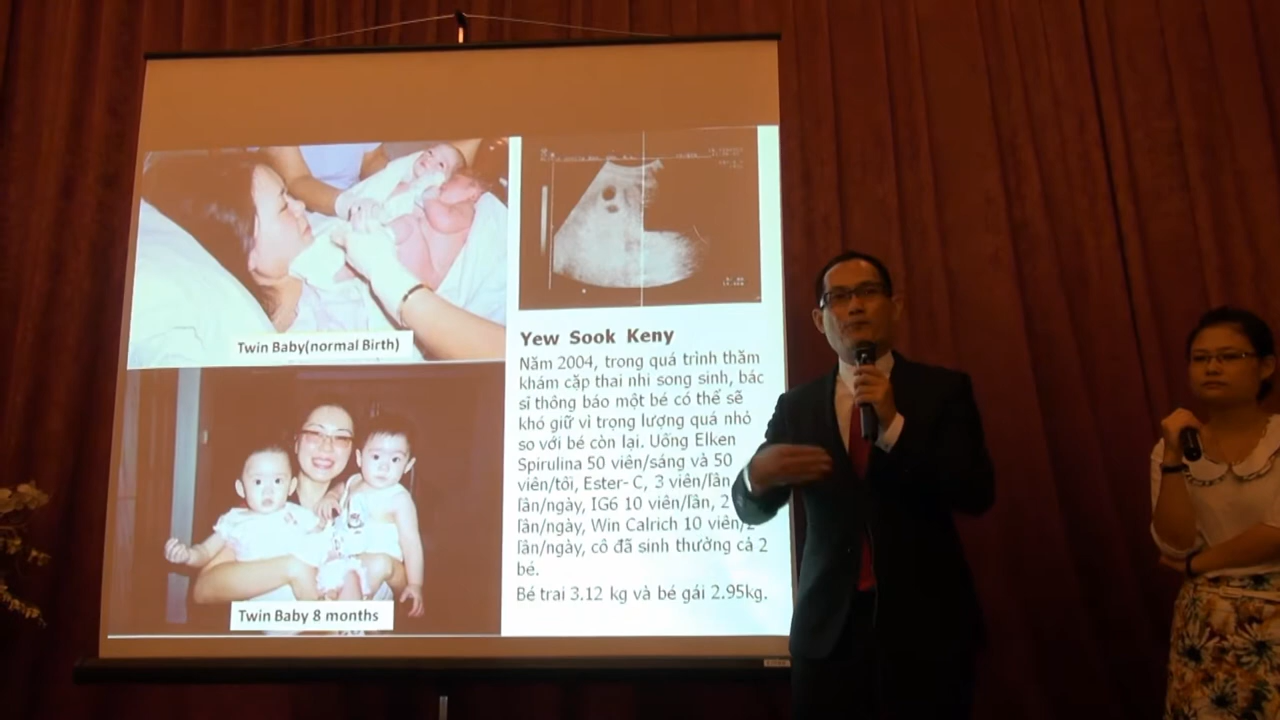 Twin Baby(normal Birth)
Twin Baby 8 months
Yew Sook Keny
Năm 2004, trong quá trình thăm
khám cặp thai nhi song sinh, bác
sĩ thông báo một bé có thể sẽ
khó giữ vì trọng lượng quá nhỏ
so với bé còn lại. Uống Elken
Spirulina 50 viên/sáng và 50
viên/tối, Ester-C, 3 viên/lần
lần/ngày, IG6 10 viên/lần, 2
lần/ngày, Win Calrich 10 viên/2
lần/ngày, cô đã sinh thường cả 2
bé.
Bé trai 3.12 kg và bé gái 2.95kg.